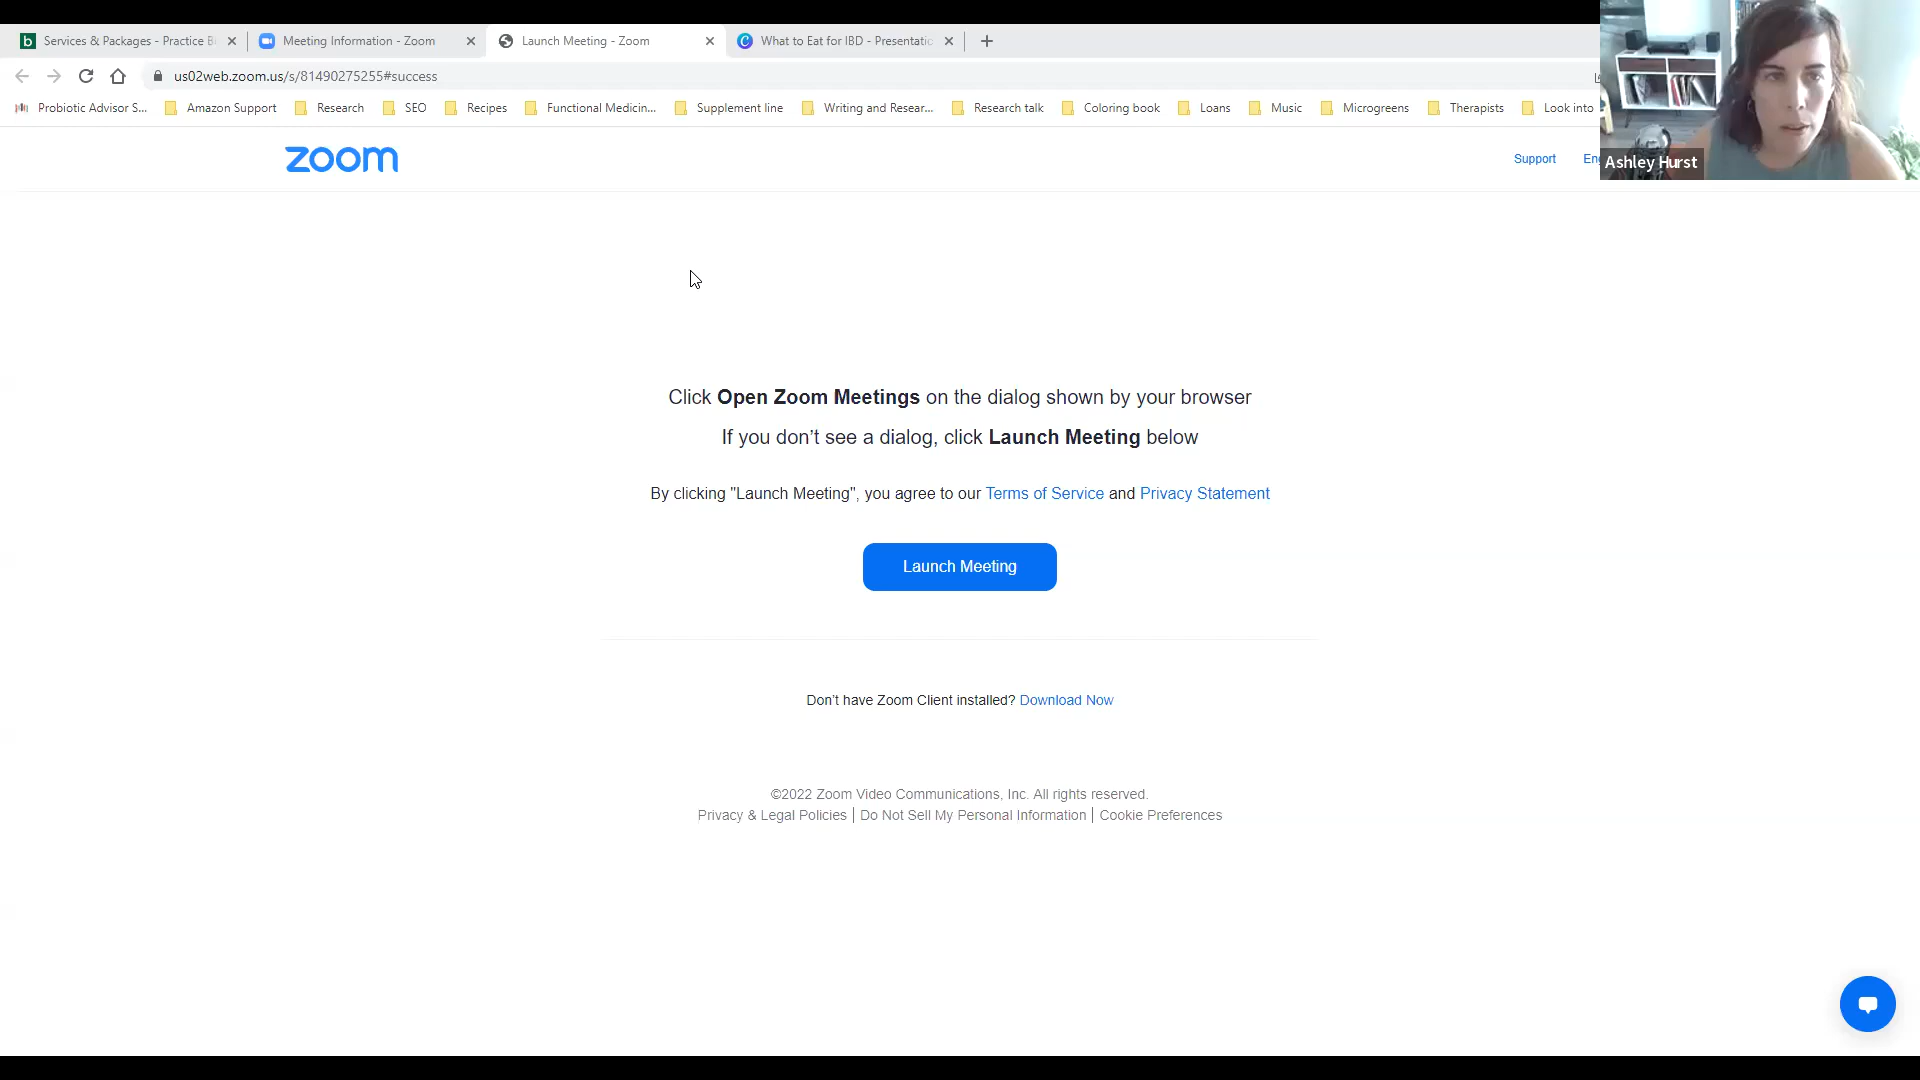 Services & Packages - Practice B
Meeting Information - Zoom
Launch Meeting - Zoom
What to Eat for IBD - Presentatio
us02web.zoom.us/s/81490275255#success
Probiotic Advisor S...
Amazon Support
Research
SEO
Recipes
Functional Medicin...
Supplement line
Writing and Resear...
Research talk
Coloring book
Loans
Music
Microgreens
Therapists
Look into
zoom
Support
Eng
Ashley Hurst
Click Open Zoom Meetings on the dialog shown by your browser
If you don’t see a dialog, click Launch Meeting below
By clicking "Launch Meeting", you agree to our Terms of Service and Privacy Statement
Launch Meeting
Don’t have Zoom Client installed? Download Now
©2022 Zoom Video Communications, Inc. All rights reserved.
Privacy & Legal Policies | Do Not Sell My Personal Information | Cookie Preferences